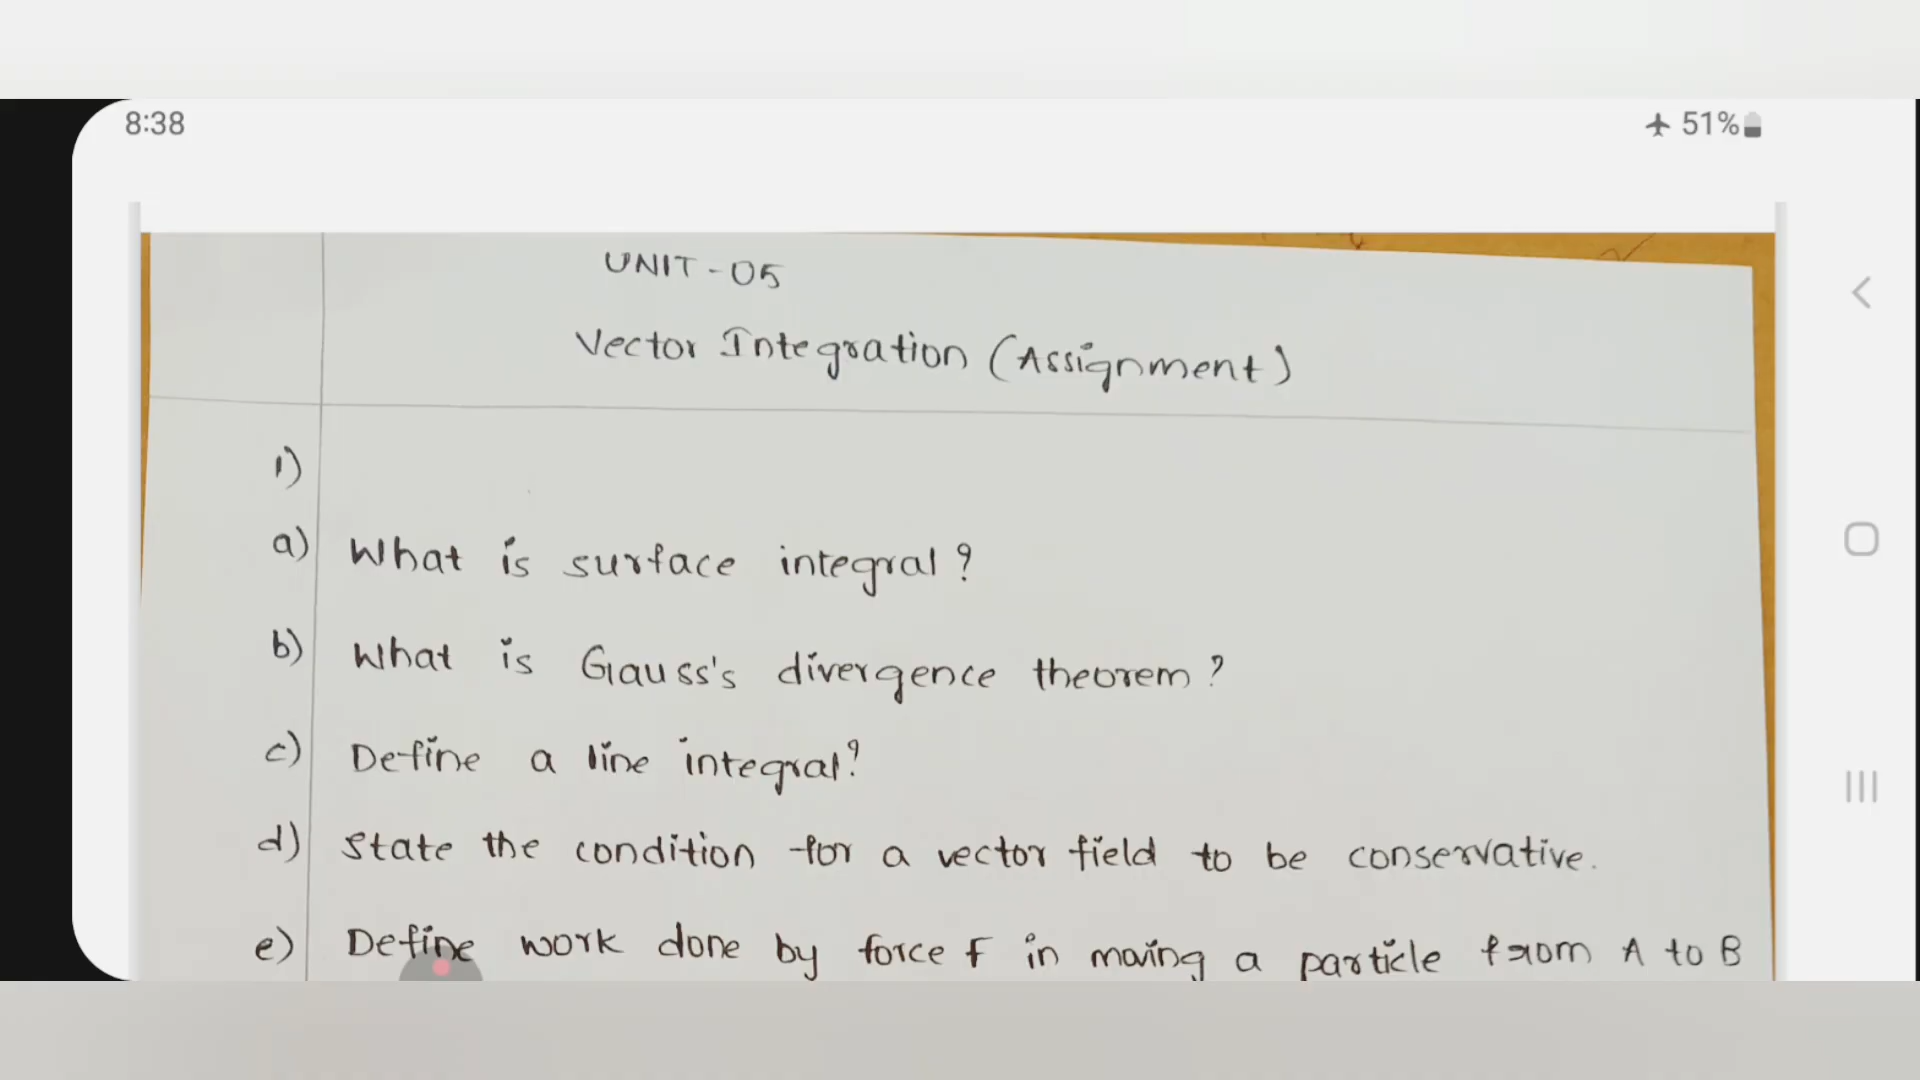 8:38
51%
UNIT - 05
Vector Integration (Assignment)
1)
a) What is surface integral?
b) What is Gauss's divergence theorem?
c) Define a line integral?
d) State the condition for a vector field to be conservative.
e) Define work done by force F in moving a particle from A to B